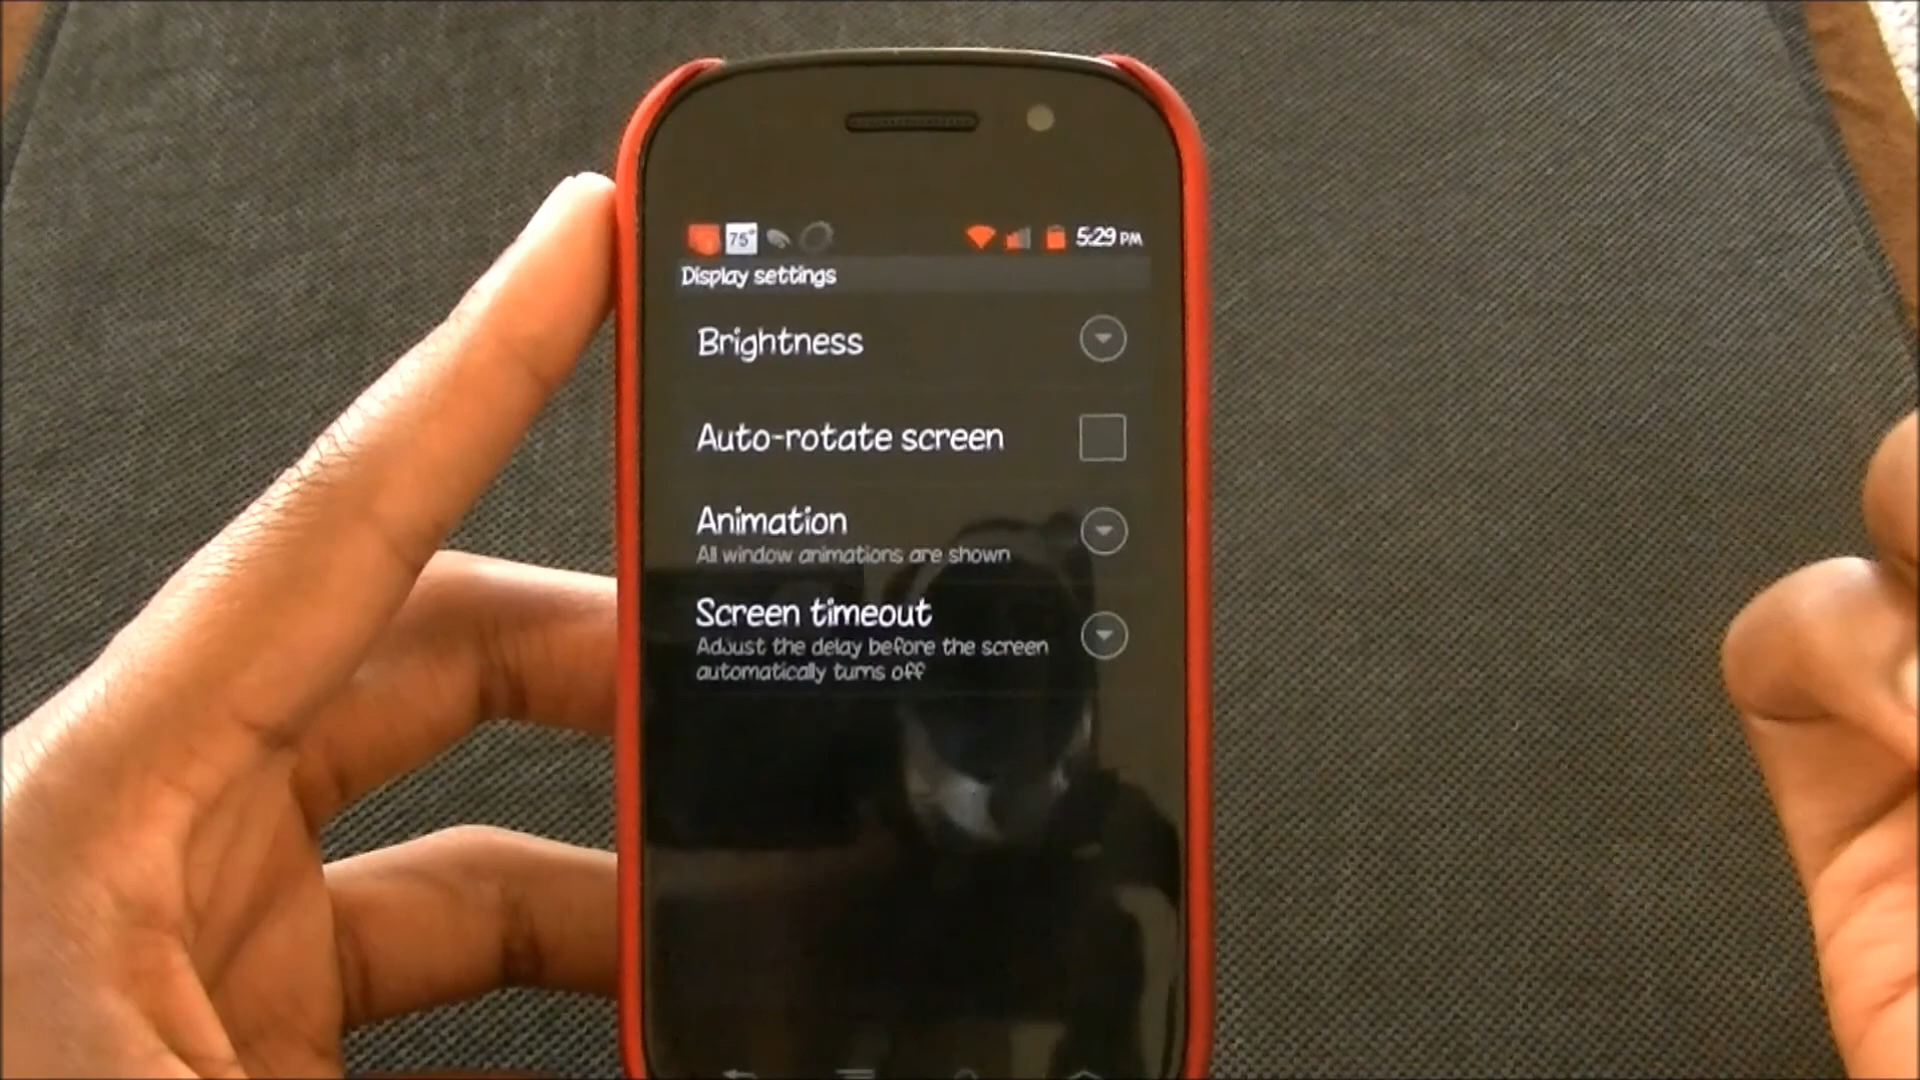 75° 5:29 PM
Display settings
Brightness
Auto-rotate screen
Animation
All window animations are shown
Screen timeout
Adjust the delay before the screen
automatically turns off